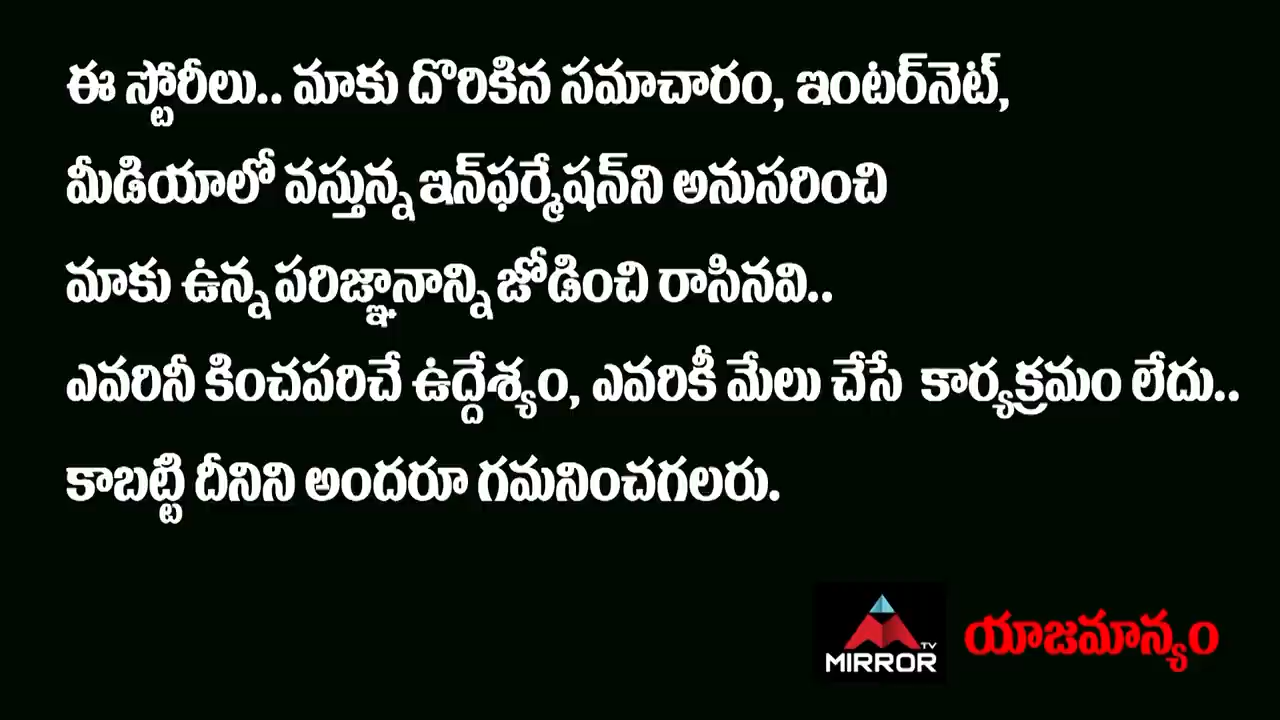 ఈ స్టోరీలు.. మాకు దొరికిన సమాచారం, ఇంటర్‌నెట్,
మీడియాలో వస్తున్న ఇన్‌ఫర్మేషన్‌ని అనుసరించి
మాకు ఉన్న పరిజ్ఞానాన్ని జోడించి రాసినవి..
ఎవరినీ కించపరిచే ఉద్దేశ్యం, ఎవరికీ మేలు చేసే కార్యక్రమం లేదు..
కాబట్టి దీనిని అందరూ గమనించగలరు.
TV
MIRROR
యాజమాన్యం